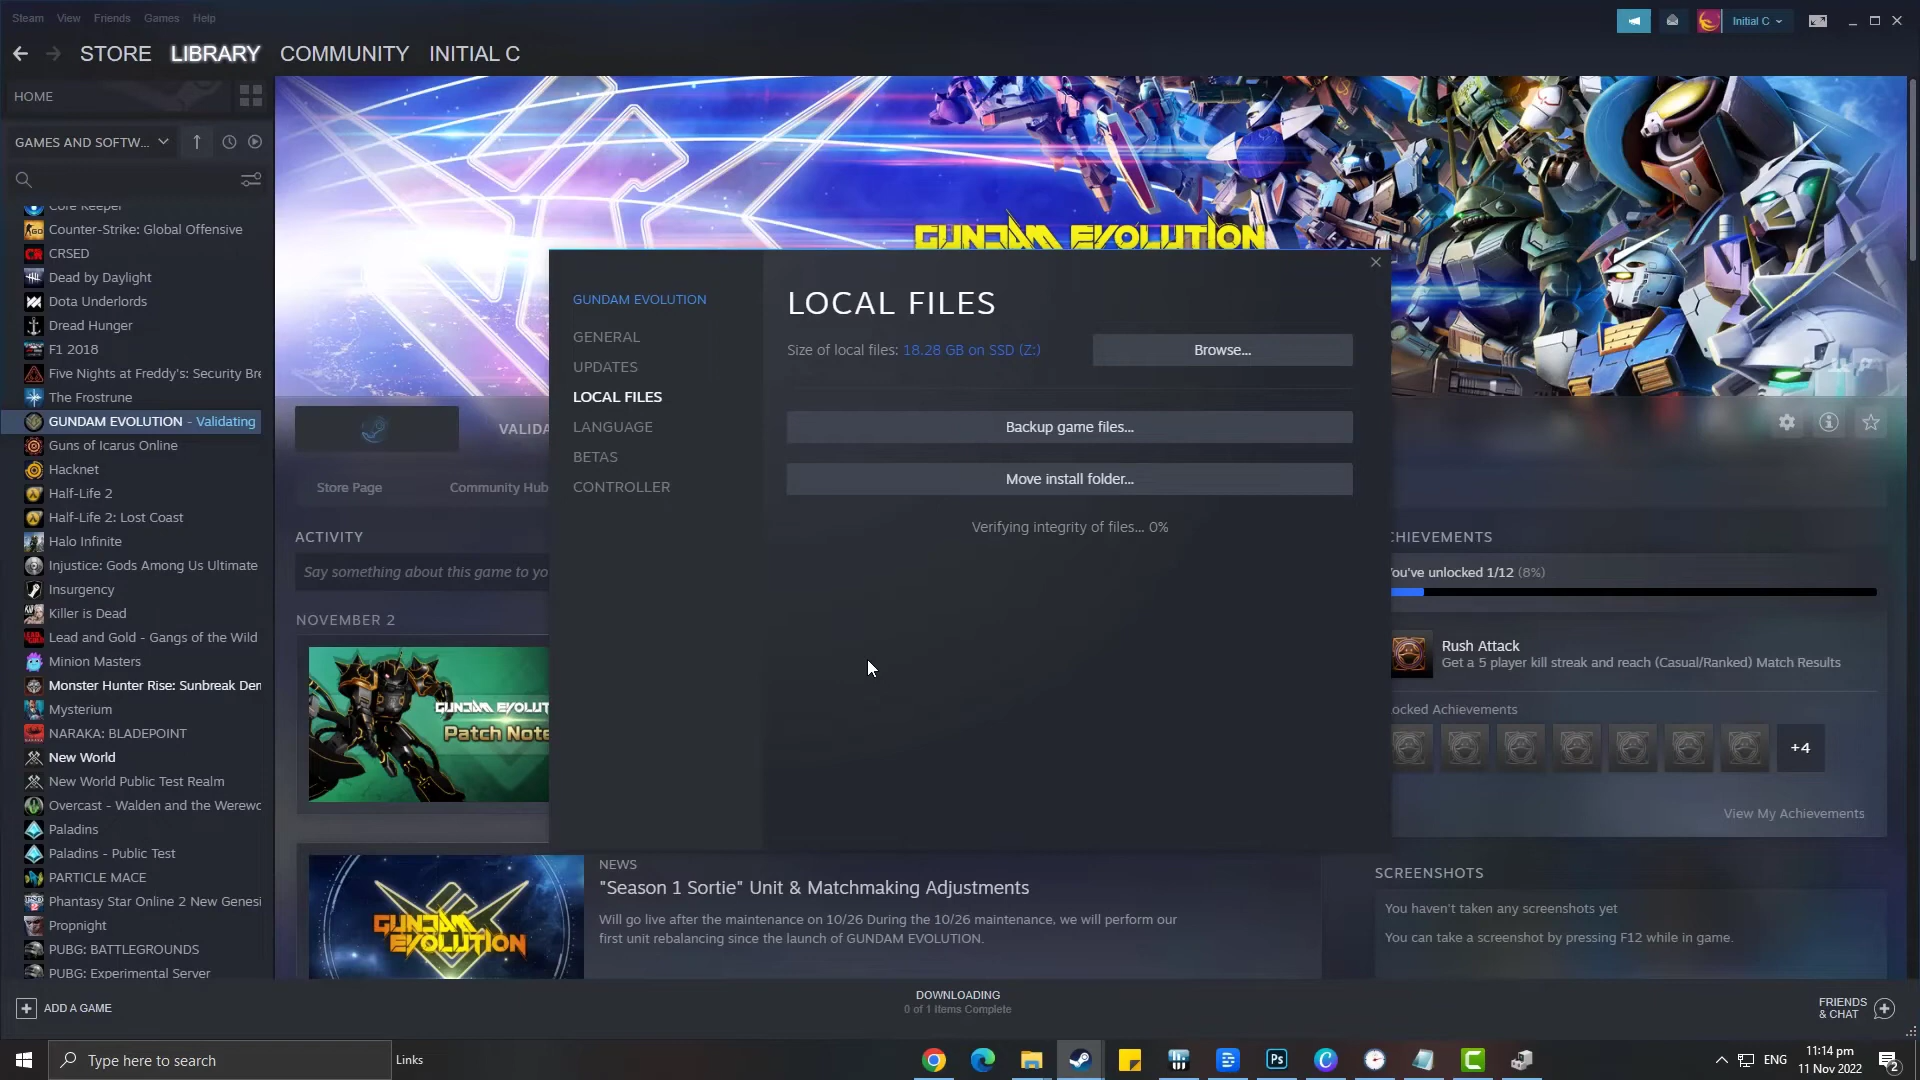 Steam View Friends Games Help
Initial C
STORE LIBRARY COMMUNITY INITIAL C
HOME
GAMES AND SOFTW...
Core Keeper
Counter-Strike: Global Offensive
CRSED
Dead by Daylight
Dota Underlords
Dread Hunger
F1 2018
Five Nights at Freddy's: Security Bre
The Frostrune
GUNDAM EVOLUTION - Validating
Guns of Icarus Online
Hacknet
Half-Life 2
Half-Life 2: Lost Coast
Halo Infinite
Injustice: Gods Among Us Ultimate
Insurgency
Killer is Dead
Lead and Gold - Gangs of the Wild
Minion Masters
Monster Hunter Rise: Sunbreak Den
Mysterium
NARAKA: BLADEPOINT
New World
New World Public Test Realm
Overcast - Walden and the Werewo
Paladins
Paladins - Public Test
PARTICLE MACE
Phantasy Star Online 2 New Genesi
Propnight
PUBG: BATTLEGROUNDS
PUBG: Experimental Server
GUNDAM EVOLUTION
VALIDA
Store Page Community Hub
ACTIVITY
Say something about this game to yo
NOVEMBER 2
GUNDAM EVOLUT
Patch Note
GUNDAM EVOLUTION
GENERAL
UPDATES
LOCAL FILES
LANGUAGE
BETAS
CONTROLLER
LOCAL FILES
Size of local files: 18.28 GB on SSD (Z:)
Browse...
Backup game files...
Move install folder...
Verifying integrity of files... 0%
CHIEVEMENTS
ou've unlocked 1/12 (8%)
Rush Attack
Get a 5 player kill streak and reach (Casual/Ranked) Match Results
ocked Achievements
+4
View My Achievements
GUNDAM
EVOLUTION
NEWS
"Season 1 Sortie" Unit & Matchmaking Adjustments
Will go live after the maintenance on 10/26 During the 10/26 maintenance, we will perform our
first unit rebalancing since the launch of GUNDAM EVOLUTION.
SCREENSHOTS
You haven't taken any screenshots yet
You can take a screenshot by pressing F12 while in game.
ADD A GAME
DOWNLOADING
0 of 1 Items Complete
FRIENDS
& CHAT
Type here to search
Links
Ps
ENG
11:14 pm
11 Nov 2022
2